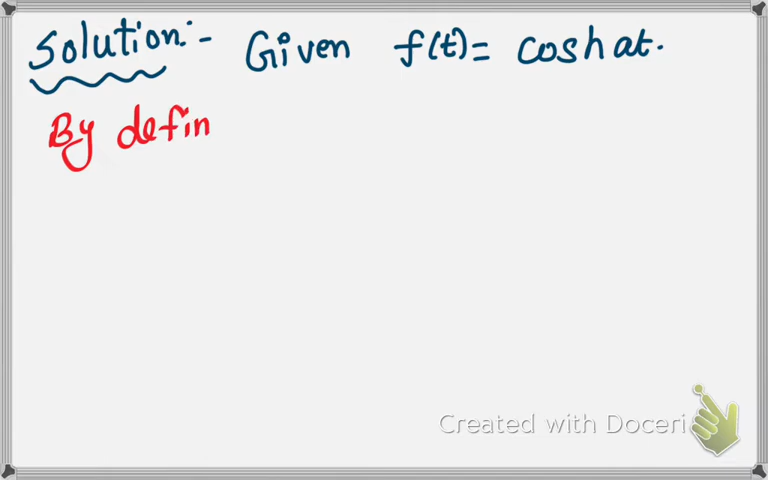 Solution:- Given f(t)= coshat.
By defin
Created with Doceri